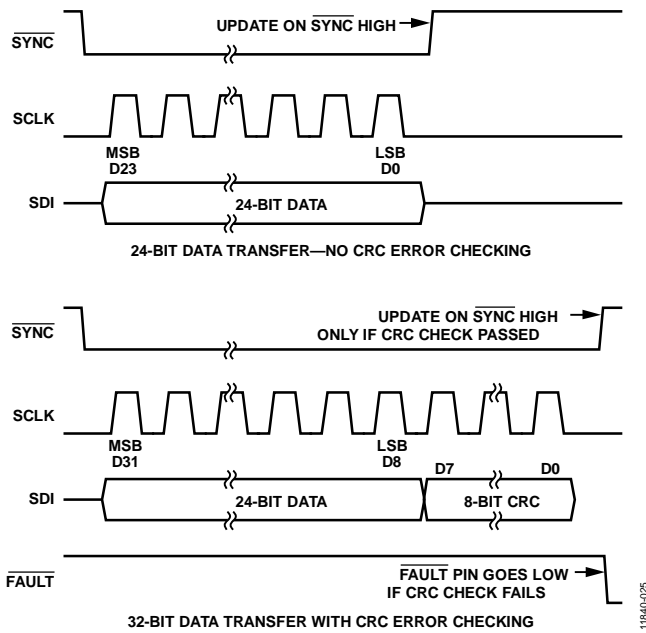 UPDATE ON SYNC HIGH
SYNC
SCLK
MSB
D23
LSB
D0
SDI
24-BIT DATA
24-BIT DATA TRANSFER—NO CRC ERROR CHECKING
SYNC
UPDATE ON SYNC HIGH
ONLY IF CRC CHECK PASSED
SCLK
MSB
D31
LSB
D8
D7
D0
SDI
24-BIT DATA
8-BIT CRC
FAULT
FAULT PIN GOES LOW
IF CRC CHECK FAILS
32-BIT DATA TRANSFER WITH CRC ERROR CHECKING
11840-025